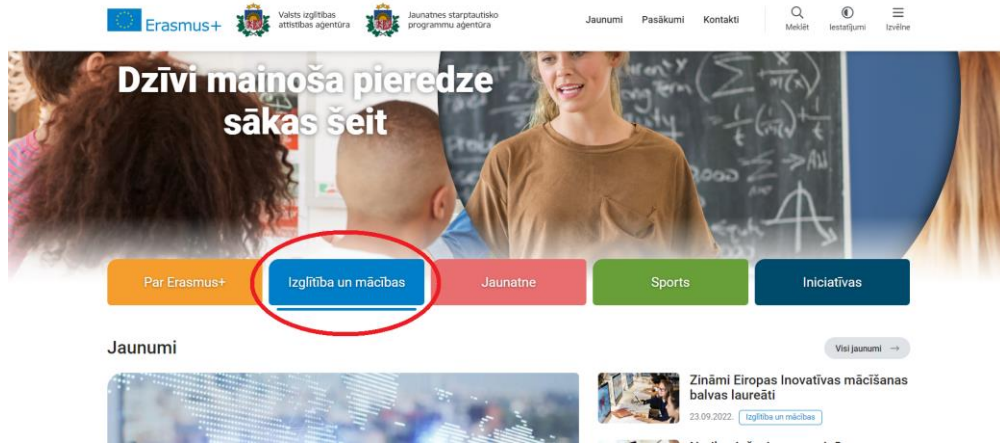 Erasmus+
Valsts izglītības
attīstības aģentūra
Jaunatnes starptautisko
programmu aģentūra
Jaunumi
Pasākumi
Kontakti
Meklēt
Iestatījumi
Izvēlne
Dzīvi mainoša pieredze
sākas šeit
Par Erasmus+
Izglītība un mācības
Jaunatne
Sports
Iniciatīvas
Jaunumi
Visi jaunumi →
Zināmi Eiropas Inovatīvas mācīšanas
balvas laureāti
23.09.2022.
Izglītība un mācības